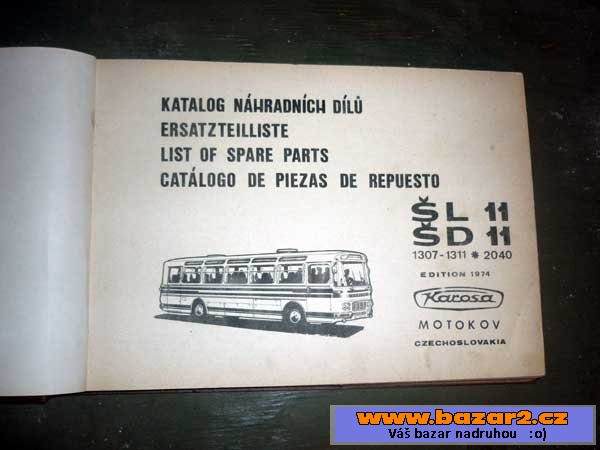 KATALOG NÁHRADNÍCH DÍLŮ
ERSATZTEILLISTE
LIST OF SPARE PARTS
CATÁLOGO DE PIEZAS DE REPUESTO
ŠL 11
ŠD 11
1307-1311 * 2040
EDITION 1974
Karosa
MOTOKOV
CZECHOSLOVAKIA
www.bazar2.cz
Váš bazar nadruhou :o)